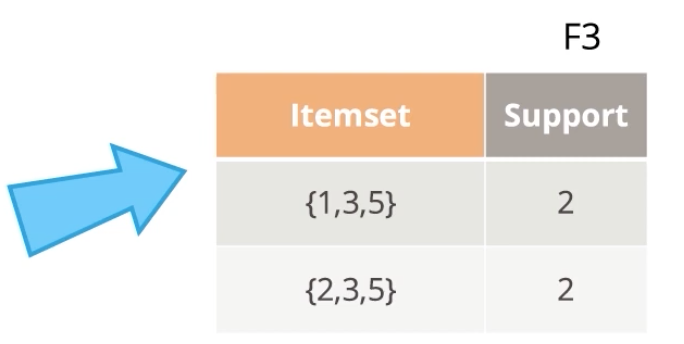 F3
Itemset Support
{1,3,5} 2
{2,3,5} 2